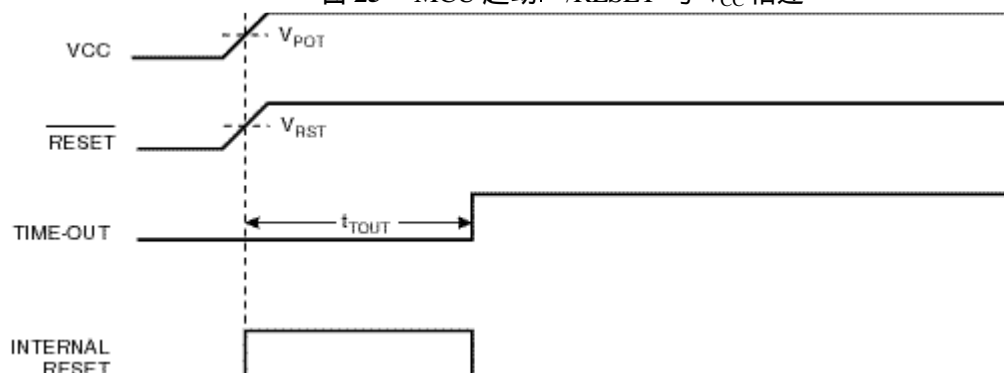 VCC
V_POT
RESET
V_RST
TIME-OUT
t_TOUT
INTERNAL
RESET